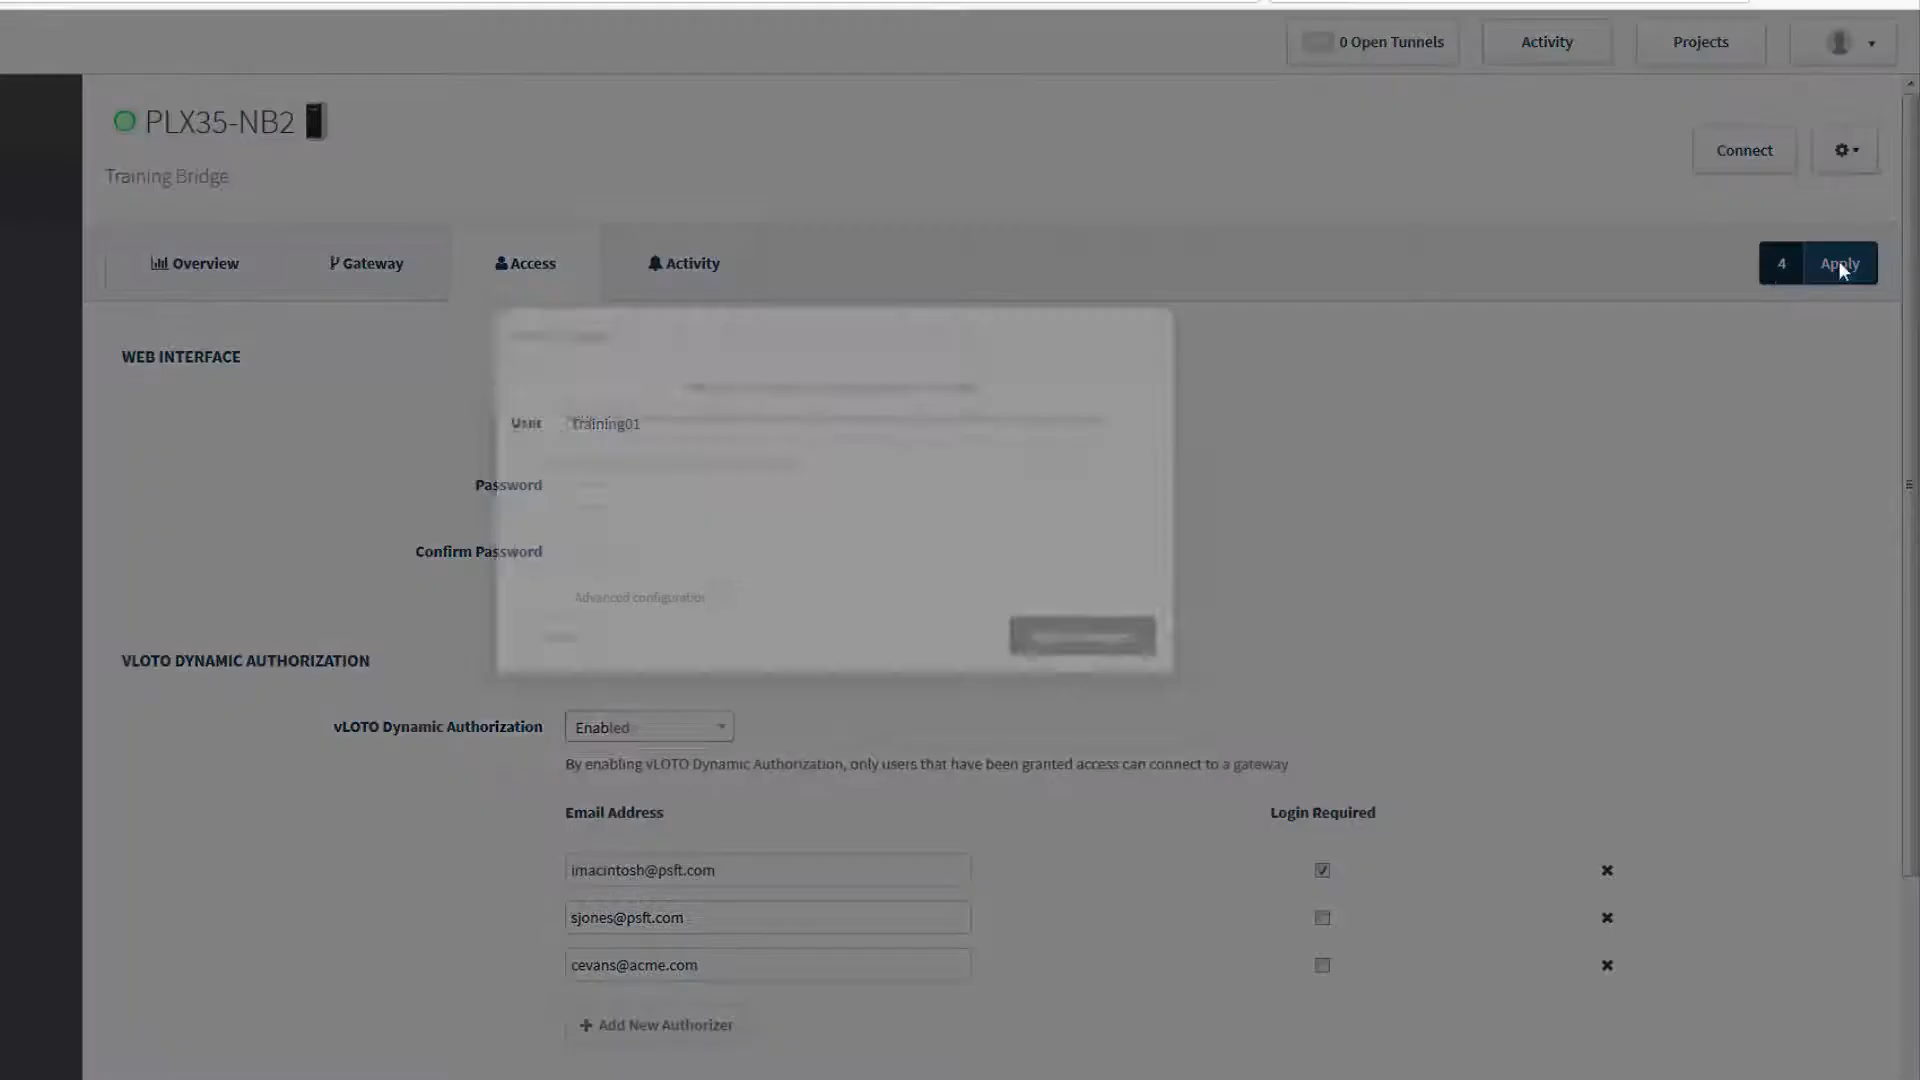 0 Open Tunnels
Activity
Projects
PLX35-NB2
Training Bridge
Connect
Overview
Gateway
Access
Activity
4
Apply
WEB INTERFACE
User
Training01
Password
Confirm Password
Advanced configuration
VLOTO DYNAMIC AUTHORIZATION
vLOTO Dynamic Authorization
Enabled
By enabling vLOTO Dynamic Authorization, only users that have been granted access can connect to a gateway
Email Address
Login Required
imacintosh@psft.com
sjones@psft.com
cevans@acme.com
Add New Authorizer